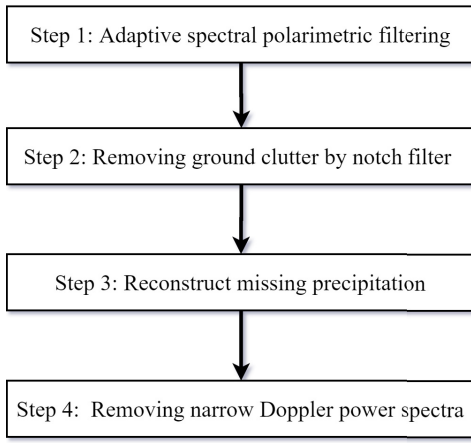 Step 1: Adaptive spectral polarimetric filtering
Step 2: Removing ground clutter by notch filter
Step 3: Reconstruct missing precipitation
Step 4: Removing narrow Doppler power spectra